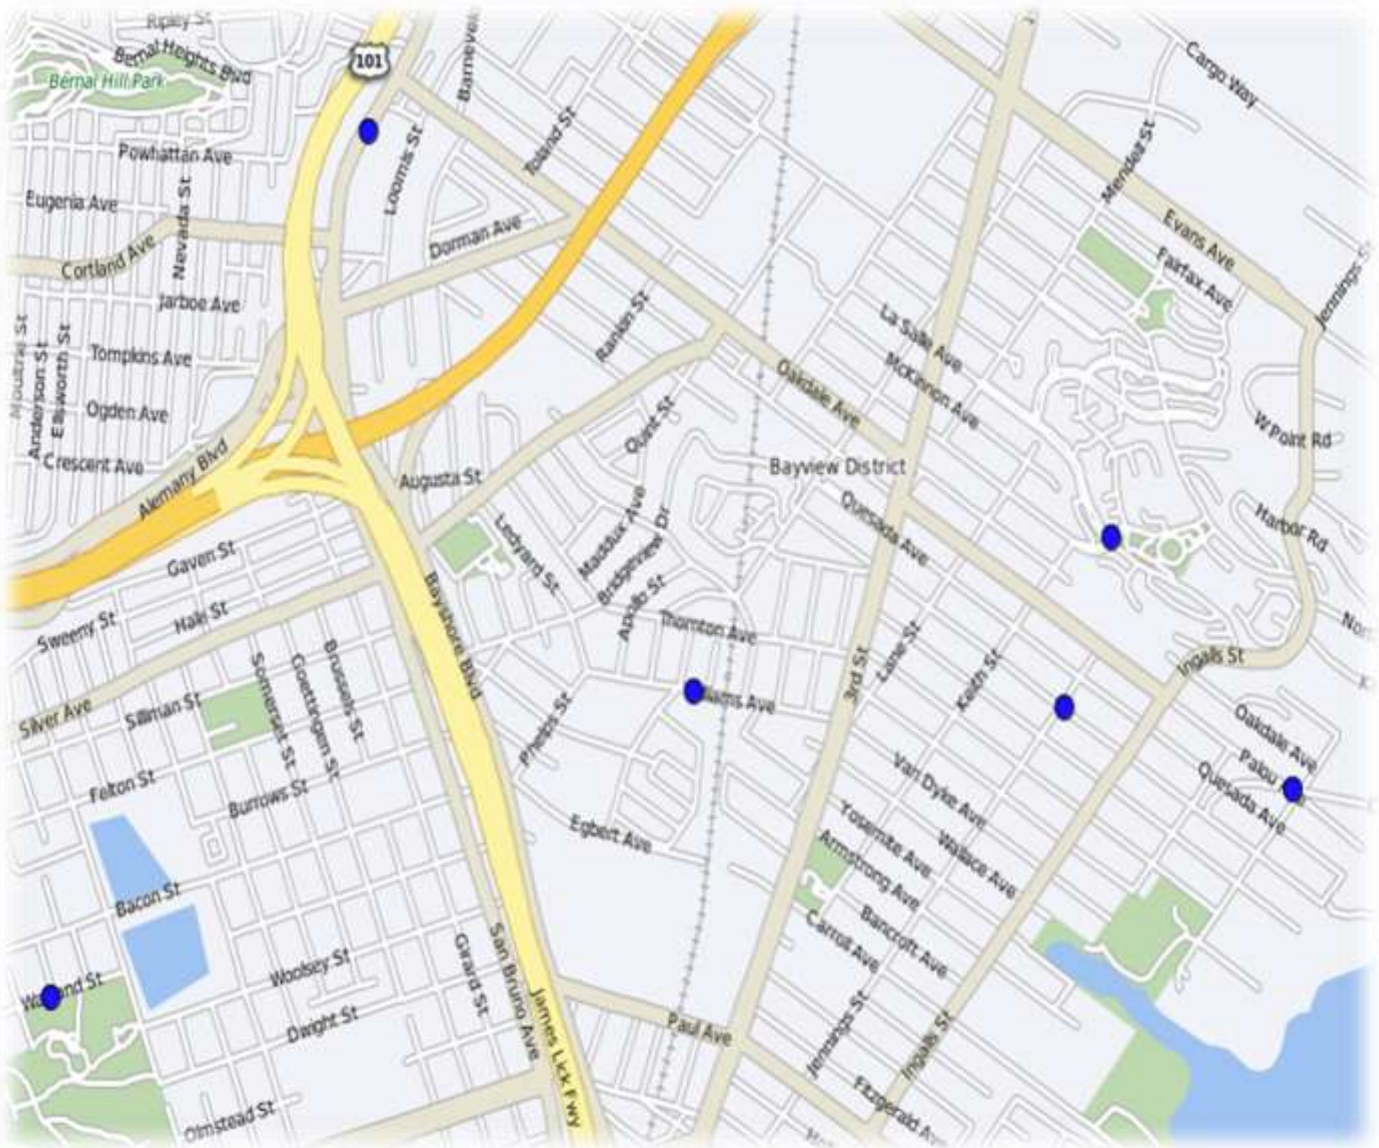 Ripley St
Bernal Heights Blvd
Bernal Hill Park
101
Cargo Way
Toland St
Loomis St
Mendez St
Powhattan Ave
Eugenia Ave
Nevada St
Cortland Ave
Dorman Ave
Evans Ave
Fairfax Ave
Jarboe Ave
Rankin St
La Salle Ave
McKinnon Ave
Moultrie St
Anderson St
Ellsworth St
Tompkins Ave
Ogden Ave
Crescent Ave
Alemany Blvd
Oakdale Ave
Quint St
W Point Rd
Bayview District
Augusta St
Quesada Ave
Harbor Rd
Gaven St
Ledyard St
Maddux Ave
Bridgeview Dr
Apollo St
Thornton Ave
Sweeny St
Hale St
Bayshore Blvd
Silver Ave
Silliman St
Somerset St
Goettingen St
Brussels St
Phelps St
3rd St
Lane St
Keith St
Ingalls St
Oakdale Ave
Palou
Quesada Ave
Felton St
Burrows St
Egbert Ave
Van Dyke Ave
Yosemite Ave
Wallace Ave
Armstrong Ave
Bancroft Ave
Carroll Ave
Bacon St
Woolsey St
Dwight St
Girard St
San Bruno Ave
James Lick Fwy
Paul Ave
Jennings St
Ingalls St
Fitzgerald Ave
Olmstead St